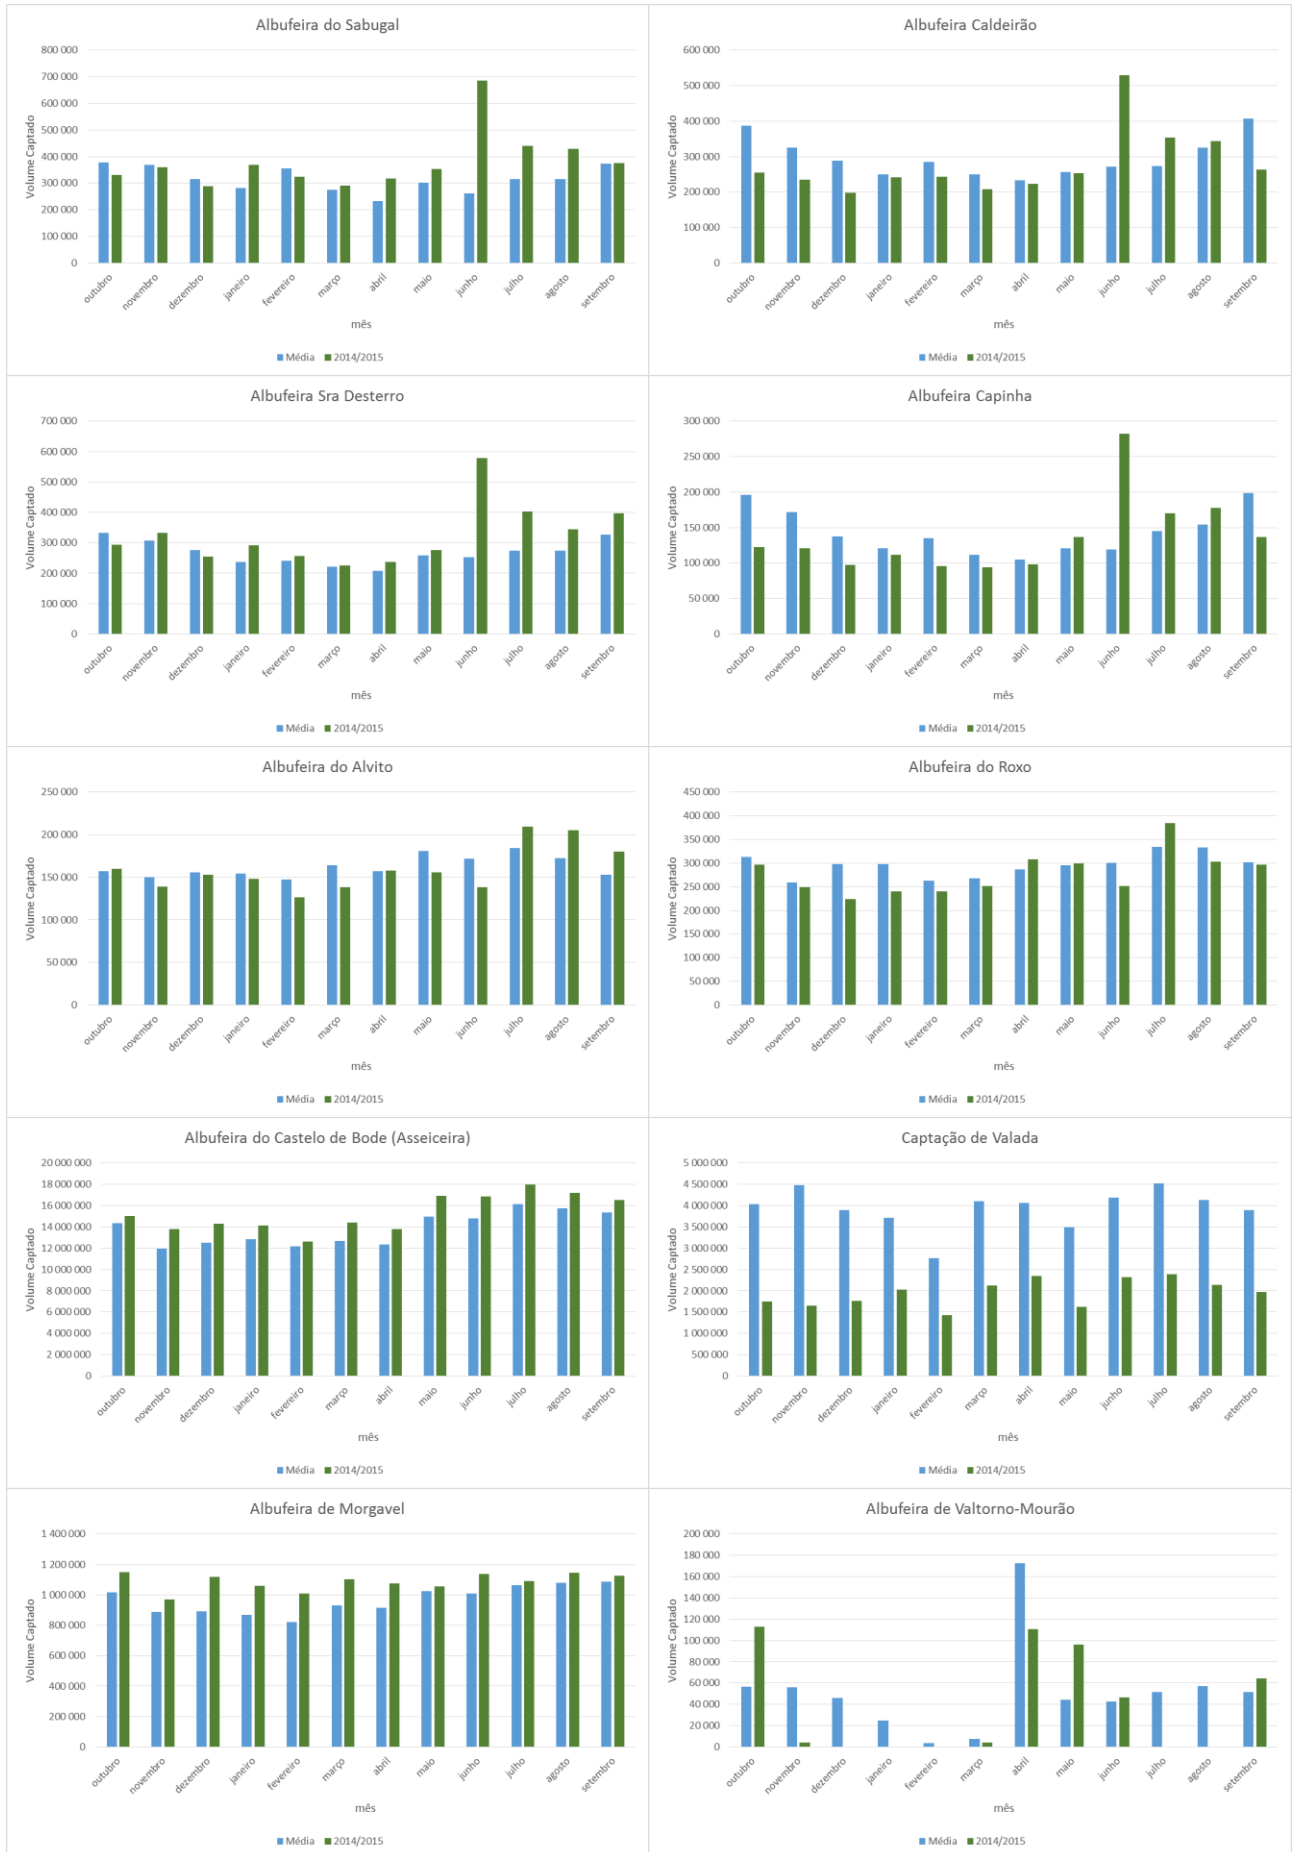 Albufeira do Sabugal
800 000
700 000
600 000
500 000
400 000
300 000
200 000
100 000
0
Volume Captado
outubro
novembro
dezembro
janeiro
fevereiro
março
abril
maio
junho
julho
agosto
setembro
mês
Média 2014/2015
Albufeira Caldeirão
600 000
500 000
400 000
300 000
200 000
100 000
0
Volume Captado
outubro
novembro
dezembro
janeiro
fevereiro
março
abril
maio
junho
julho
agosto
setembro
mês
Média 2014/2015
Albufeira Sra Desterro
700 000
600 000
500 000
400 000
300 000
200 000
100 000
0
Volume Captado
outubro
novembro
dezembro
janeiro
fevereiro
março
abril
maio
junho
julho
agosto
setembro
mês
Média 2014/2015
Albufeira Capinha
300 000
250 000
200 000
150 000
100 000
50 000
0
Volume Captado
outubro
novembro
dezembro
janeiro
fevereiro
março
abril
maio
junho
julho
agosto
setembro
mês
Média 2014/2015
Albufeira do Alvito
250 000
200 000
150 000
100 000
50 000
0
Volume Captado
outubro
novembro
dezembro
janeiro
fevereiro
março
abril
maio
junho
julho
agosto
setembro
mês
Média 2014/2015
Albufeira do Roxo
450 000
400 000
350 000
300 000
250 000
200 000
150 000
100 000
50 000
0
Volume Captado
outubro
novembro
dezembro
janeiro
fevereiro
março
abril
maio
junho
julho
agosto
setembro
mês
Média 2014/2015
Albufeira do Castelo de Bode (Asseiceira)
20 000 000
18 000 000
16 000 000
14 000 000
12 000 000
10 000 000
8 000 000
6 000 000
4 000 000
2 000 000
0
Volume Captado
outubro
novembro
dezembro
janeiro
fevereiro
março
abril
maio
junho
julho
agosto
setembro
mês
Média 2014/2015
Captação de Valada
5 000 000
4 500 000
4 000 000
3 500 000
3 000 000
2 500 000
2 000 000
1 500 000
1 000 000
500 000
0
Volume Captado
outubro
novembro
dezembro
janeiro
fevereiro
março
abril
maio
junho
julho
agosto
setembro
mês
Média 2014/2015
Albufeira de Morgavel
1 400 000
1 200 000
1 000 000
800 000
600 000
400 000
200 000
0
Volume Captado
outubro
novembro
dezembro
janeiro
fevereiro
março
abril
maio
junho
julho
agosto
setembro
mês
Média 2014/2015
Albufeira de Valtorno-Mourão
200 000
180 000
160 000
140 000
120 000
100 000
80 000
60 000
40 000
20 000
0
Volume Captado
outubro
novembro
dezembro
janeiro
fevereiro
março
abril
maio
junho
julho
agosto
setembro
mês
Média 2014/2015